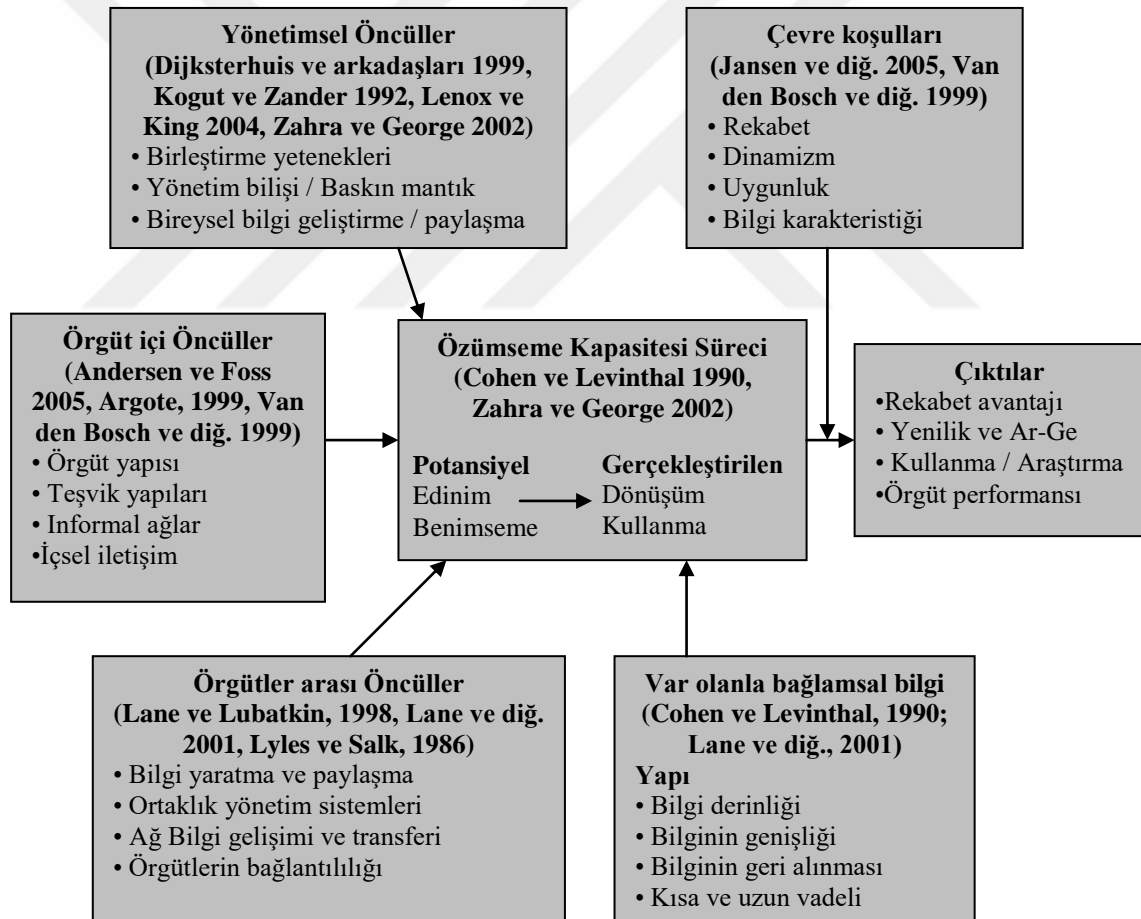 Yönetimsel Öncüller
(Dijksterhuis ve arkadaşları 1999,
Kogut ve Zander 1992, Lenox ve
King 2004, Zahra ve George 2002)
• Birleştirme yetenekleri
• Yönetim bilişi / Baskın mantık
• Bireysel bilgi geliştirme / paylaşma
Çevre koşulları
(Jansen ve diğ. 2005, Van
den Bosch ve diğ. 1999)
• Rekabet
• Dinamizm
• Uygunluk
• Bilgi karakteristiği
Örgüt içi Öncüller
(Andersen ve Foss
2005, Argote, 1999, Van
den Bosch ve diğ. 1999)
• Örgüt yapısı
• Teşvik yapıları
• Informal ağlar
•İçsel iletişim
Özümseme Kapasitesi Süreci
(Cohen ve Levinthal 1990,
Zahra ve George 2002)
Potansiyel
Edinim
Benimseme
Gerçekleştirilen
Dönüşüm
Kullanma
Çıktılar
•Rekabet avantajı
• Yenilik ve Ar-Ge
• Kullanma / Araştırma
•Örgüt performansı
Örgütler arası Öncüller
(Lane ve Lubatkin, 1998, Lane ve diğ.
2001, Lyles ve Salk, 1986)
• Bilgi yaratma ve paylaşma
• Ortaklık yönetim sistemleri
• Ağ Bilgi gelişimi ve transferi
• Örgütlerin bağlantılılığı
Var olanla bağlamsal bilgi
(Cohen ve Levinthal, 1990;
Lane ve diğ., 2001)
Yapı
• Bilgi derinliği
• Bilginin genişliği
• Bilginin geri alınması
• Kısa ve uzun vadeli